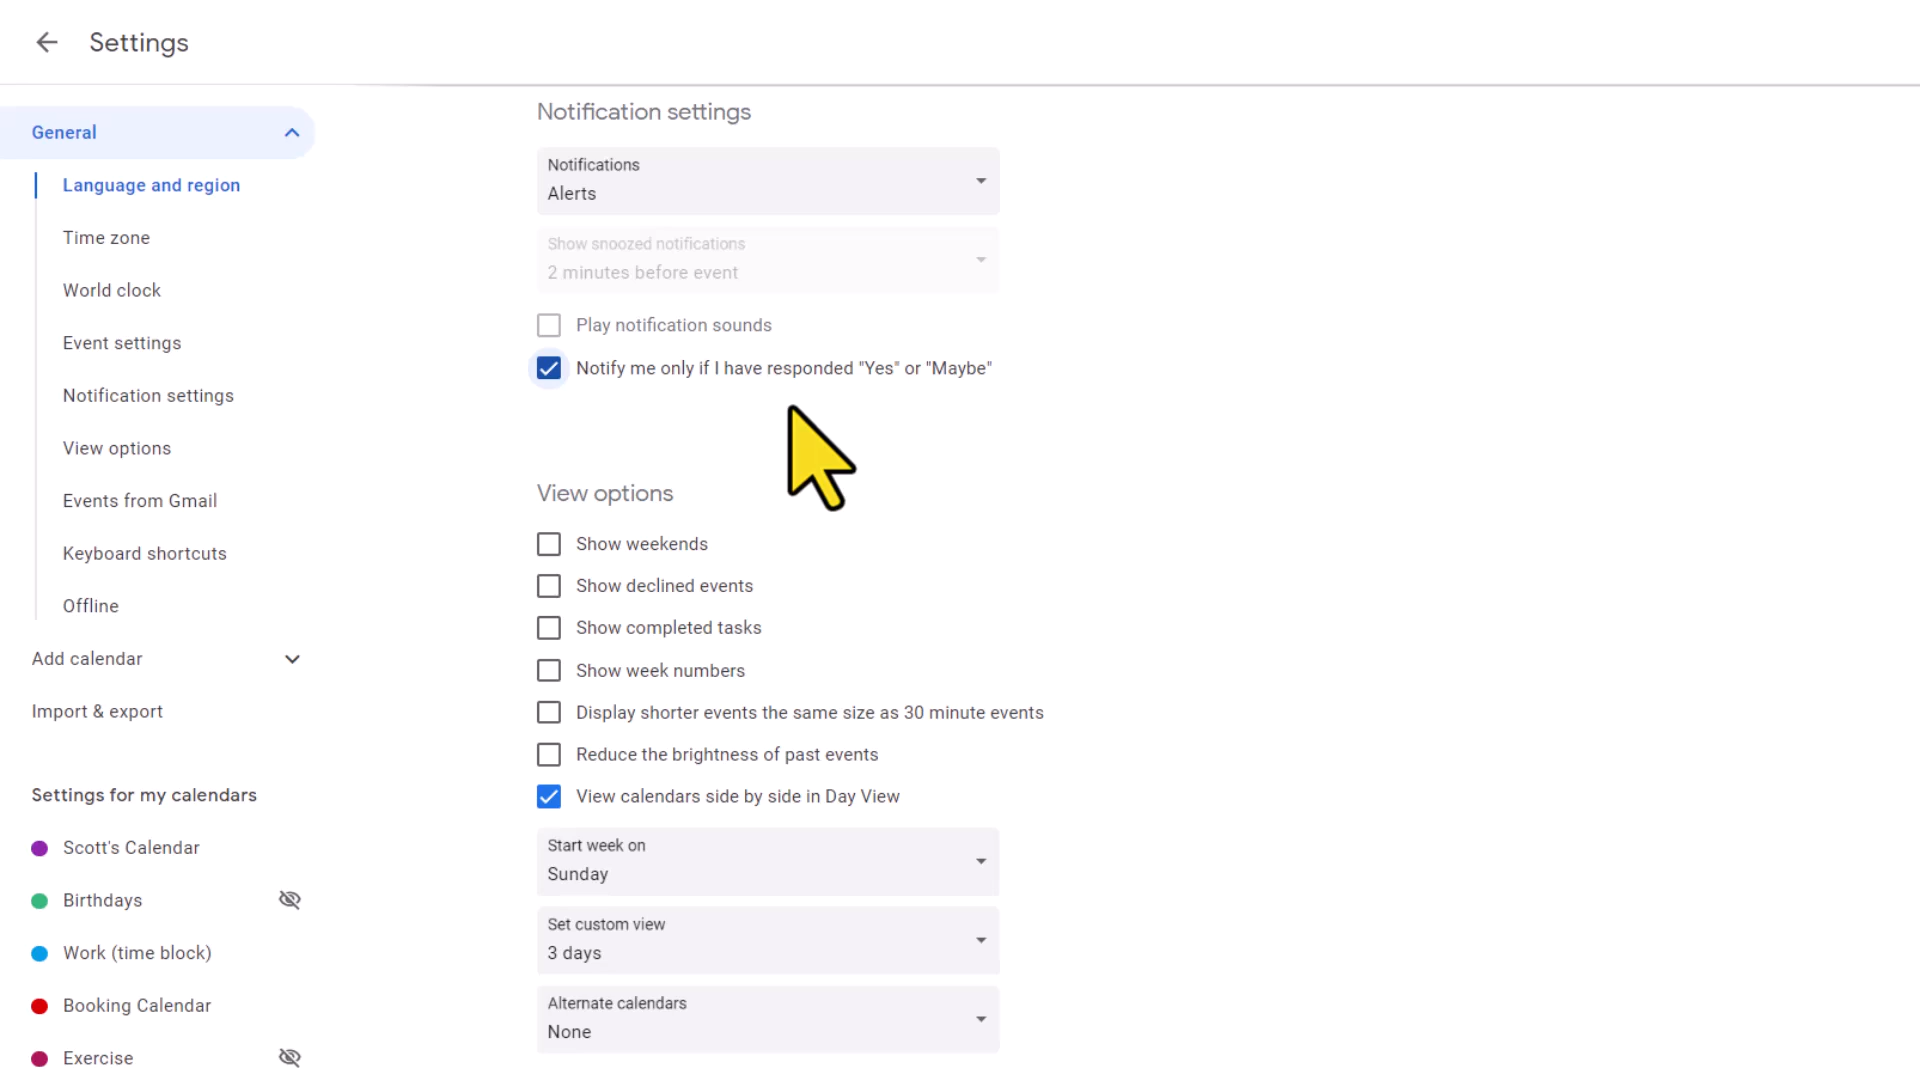 Settings
General
Language and region
Time zone
World clock
Event settings
Notification settings
View options
Events from Gmail
Keyboard shortcuts
Offline
Add calendar
Import & export
Settings for my calendars
Scott's Calendar
Birthdays
Work (time block)
Booking Calendar
Exercise
Notification settings
Notifications
Alerts
Show snoozed notifications
2 minutes before event
Play notification sounds
Notify me only if I have responded "Yes" or "Maybe"
View options
Show weekends
Show declined events
Show completed tasks
Show week numbers
Display shorter events the same size as 30 minute events
Reduce the brightness of past events
View calendars side by side in Day View
Start week on
Sunday
Set custom view
3 days
Alternate calendars
None